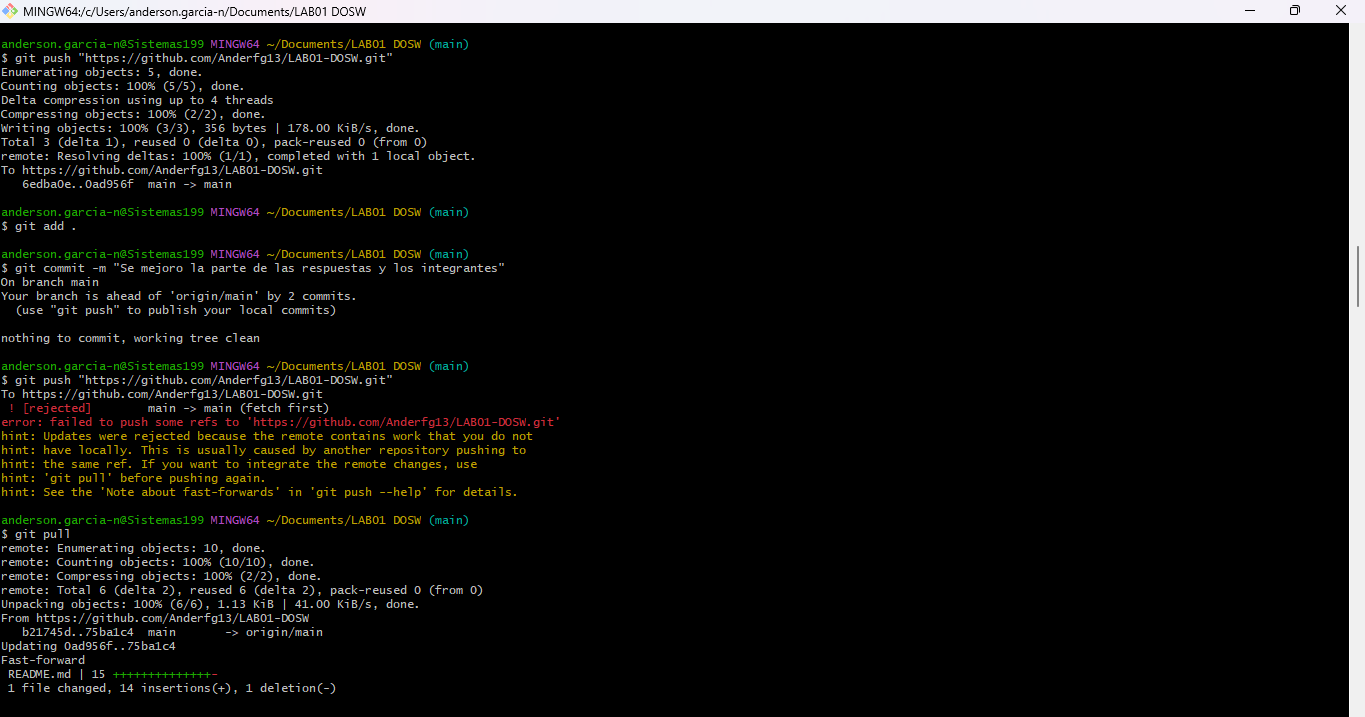 MINGW64:/c/Users/anderson.garcia-n/Documents/LAB01 DOSW
anderson.garcia-n@Sistemas199 MINGW64 ~/Documents/LAB01 DOSW (main)
$ git push "https://github.com/Anderfg13/LAB01-DOSW.git"
Enumerating objects: 5, done.
Counting objects: 100% (5/5), done.
Delta compression using up to 4 threads
Compressing objects: 100% (2/2), done.
Writing objects: 100% (3/3), 356 bytes | 178.00 KiB/s, done.
Total 3 (delta 1), reused 0 (delta 0), pack-reused 0 (from 0)
remote: Resolving deltas: 100% (1/1), completed with 1 local object.
To https://github.com/Anderfg13/LAB01-DOSW.git
   6edba0e..0ad956f  main -> main
anderson.garcia-n@Sistemas199 MINGW64 ~/Documents/LAB01 DOSW (main)
$ git add .
anderson.garcia-n@Sistemas199 MINGW64 ~/Documents/LAB01 DOSW (main)
$ git commit -m "Se mejoro la parte de las respuestas y los integrantes"
On branch main
Your branch is ahead of 'origin/main' by 2 commits.
  (use "git push" to publish your local commits)
nothing to commit, working tree clean
anderson.garcia-n@Sistemas199 MINGW64 ~/Documents/LAB01 DOSW (main)
$ git push "https://github.com/Anderfg13/LAB01-DOSW.git"
To https://github.com/Anderfg13/LAB01-DOSW.git
 ! [rejected]        main -> main (fetch first)
error: failed to push some refs to 'https://github.com/Anderfg13/LAB01-DOSW.git'
hint: Updates were rejected because the remote contains work that you do not
hint: have locally. This is usually caused by another repository pushing to
hint: the same ref. If you want to integrate the remote changes, use
hint: 'git pull' before pushing again.
hint: See the 'Note about fast-forwards' in 'git push --help' for details.
anderson.garcia-n@Sistemas199 MINGW64 ~/Documents/LAB01 DOSW (main)
$ git pull
remote: Enumerating objects: 10, done.
remote: Counting objects: 100% (10/10), done.
remote: Compressing objects: 100% (2/2), done.
remote: Total 6 (delta 2), reused 6 (delta 2), pack-reused 0 (from 0)
Unpacking objects: 100% (6/6), 1.13 KiB | 41.00 KiB/s, done.
From https://github.com/Anderfg13/LAB01-DOSW
   b21745d..75ba1c4  main       -> origin/main
Updating 0ad956f..75ba1c4
Fast-forward
 README.md | 15 ++++++++++++++-
 1 file changed, 14 insertions(+), 1 deletion(-)